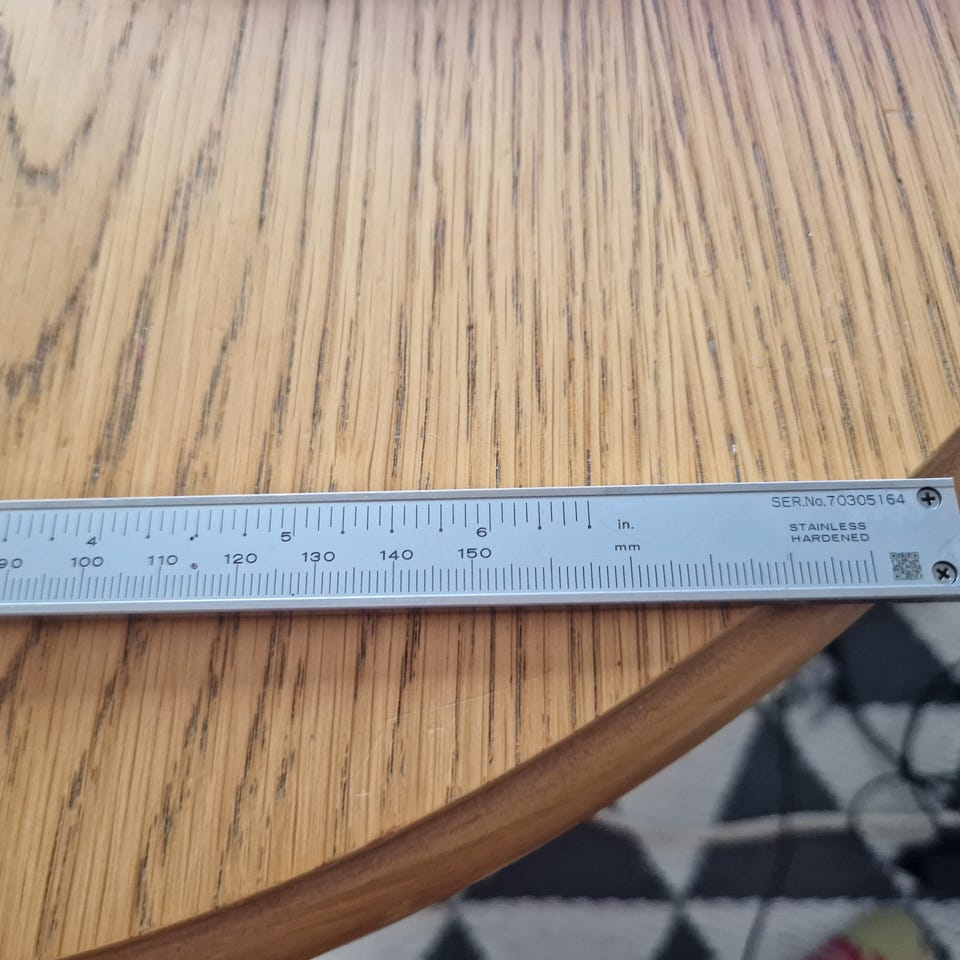 SER.No.70305164
STAINLESS
HARDENED
4 5 6 in.
90 100 110 120 130 140 150 mm